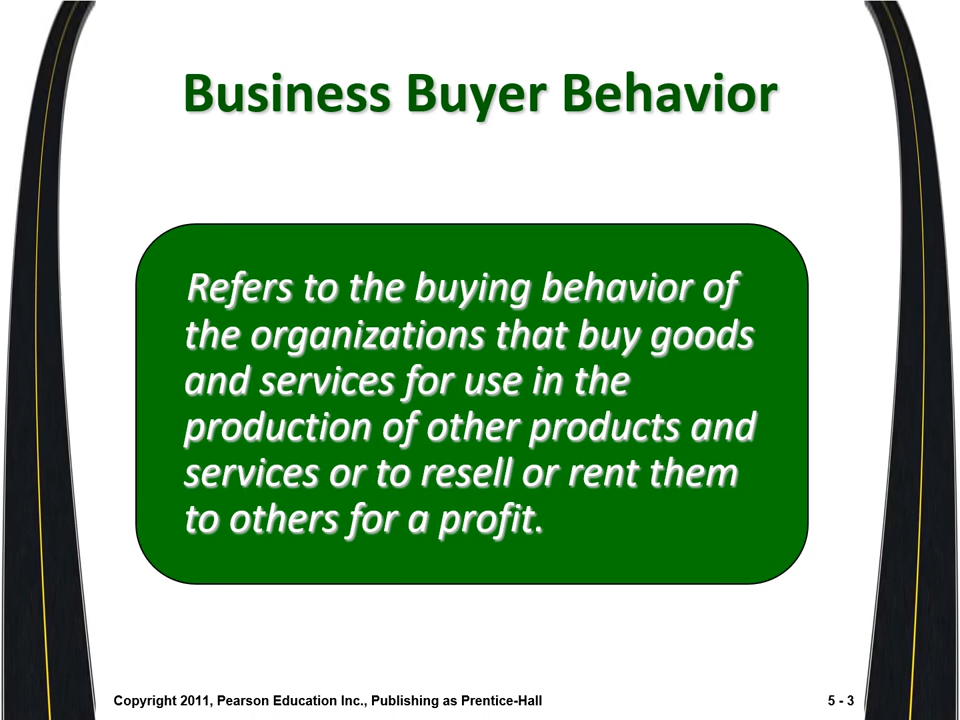 Business Buyer Behavior
Refers to the buying behavior of
the organizations that buy goods
and services for use in the
production of other products and
services or to resell or rent them
to others for a profit.
Copyright 2011, Pearson Education Inc., Publishing as Prentice-Hall
5 - 3